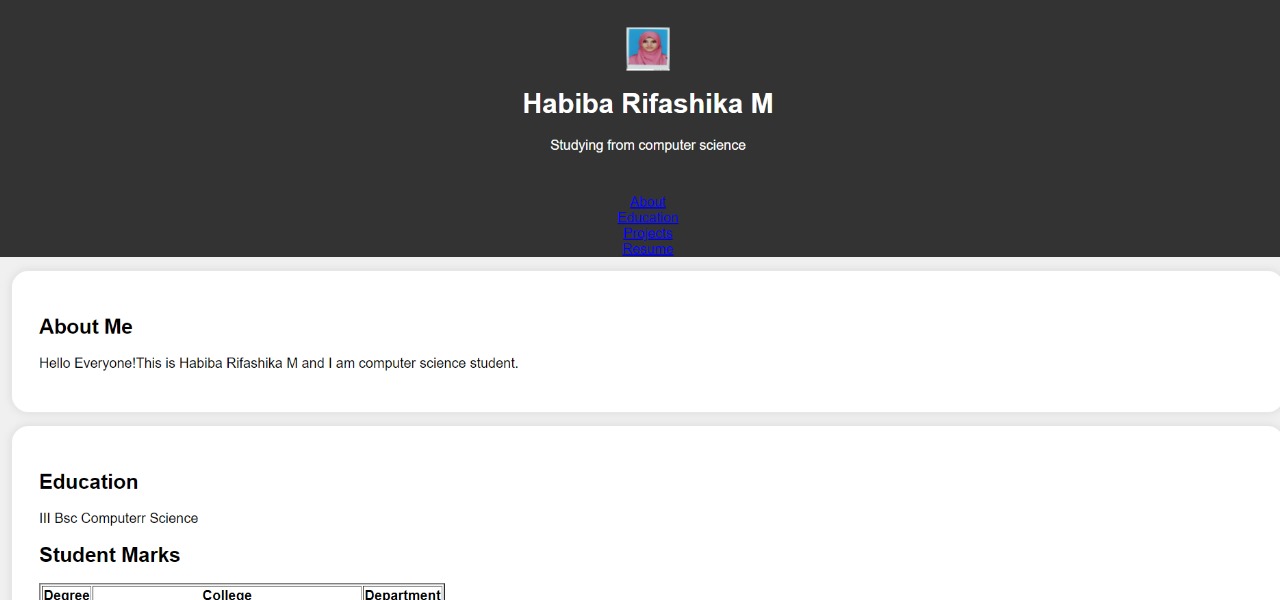 Habiba Rifashika M
Studying from computer science
About
Education
Projects
Resume
About Me
Hello Everyone!This is Habiba Rifashika M and I am computer science student.
Education
III Bsc Computerr Science
Student Marks
Degree College Department